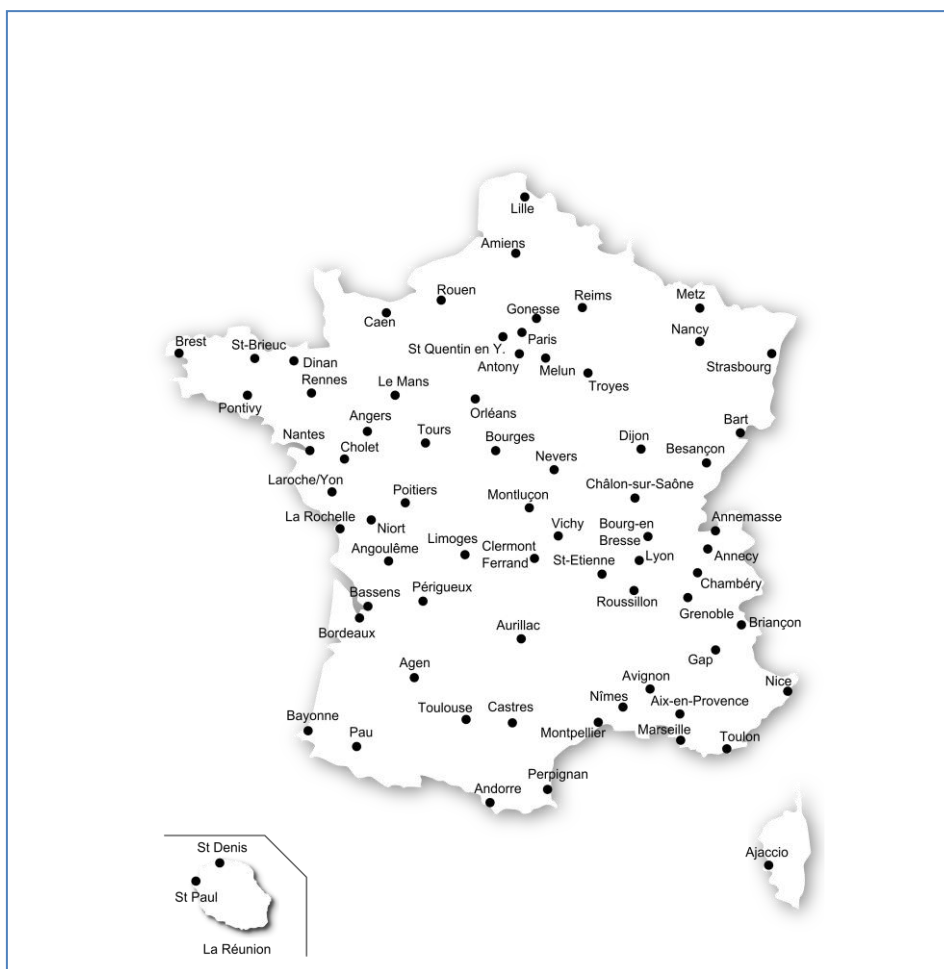 Lille
Amiens
Rouen
Reims
Metz
Gonesse
Caen
Nancy
Paris
Brest
St-Brieuc
St Quentin en Y.
Dinan
Antony
Melun
Strasbourg
Rennes
Le Mans
Troyes
Pontivy
Orléans
Angers
Bart
Nantes
Tours
Bourges
Dijon
Cholet
Besançon
Nevers
Laroche/Yon
Châlon-sur-Saône
Poitiers
Montluçon
La Rochelle
Niort
Vichy
Bourg-en
Bresse
Annemasse
Limoges
Clermont
Ferrand
Angoulême
St-Etienne
Lyon
Annecy
Chambéry
Bassens
Périgueux
Roussillon
Grenoble
Bordeaux
Aurillac
Briançon
Gap
Agen
Avignon
Nice
Nîmes
Aix-en-Provence
Toulouse
Castres
Bayonne
Pau
Montpellier
Marseille
Toulon
Perpignan
Andorre
St Denis
Ajaccio
St Paul
La Réunion